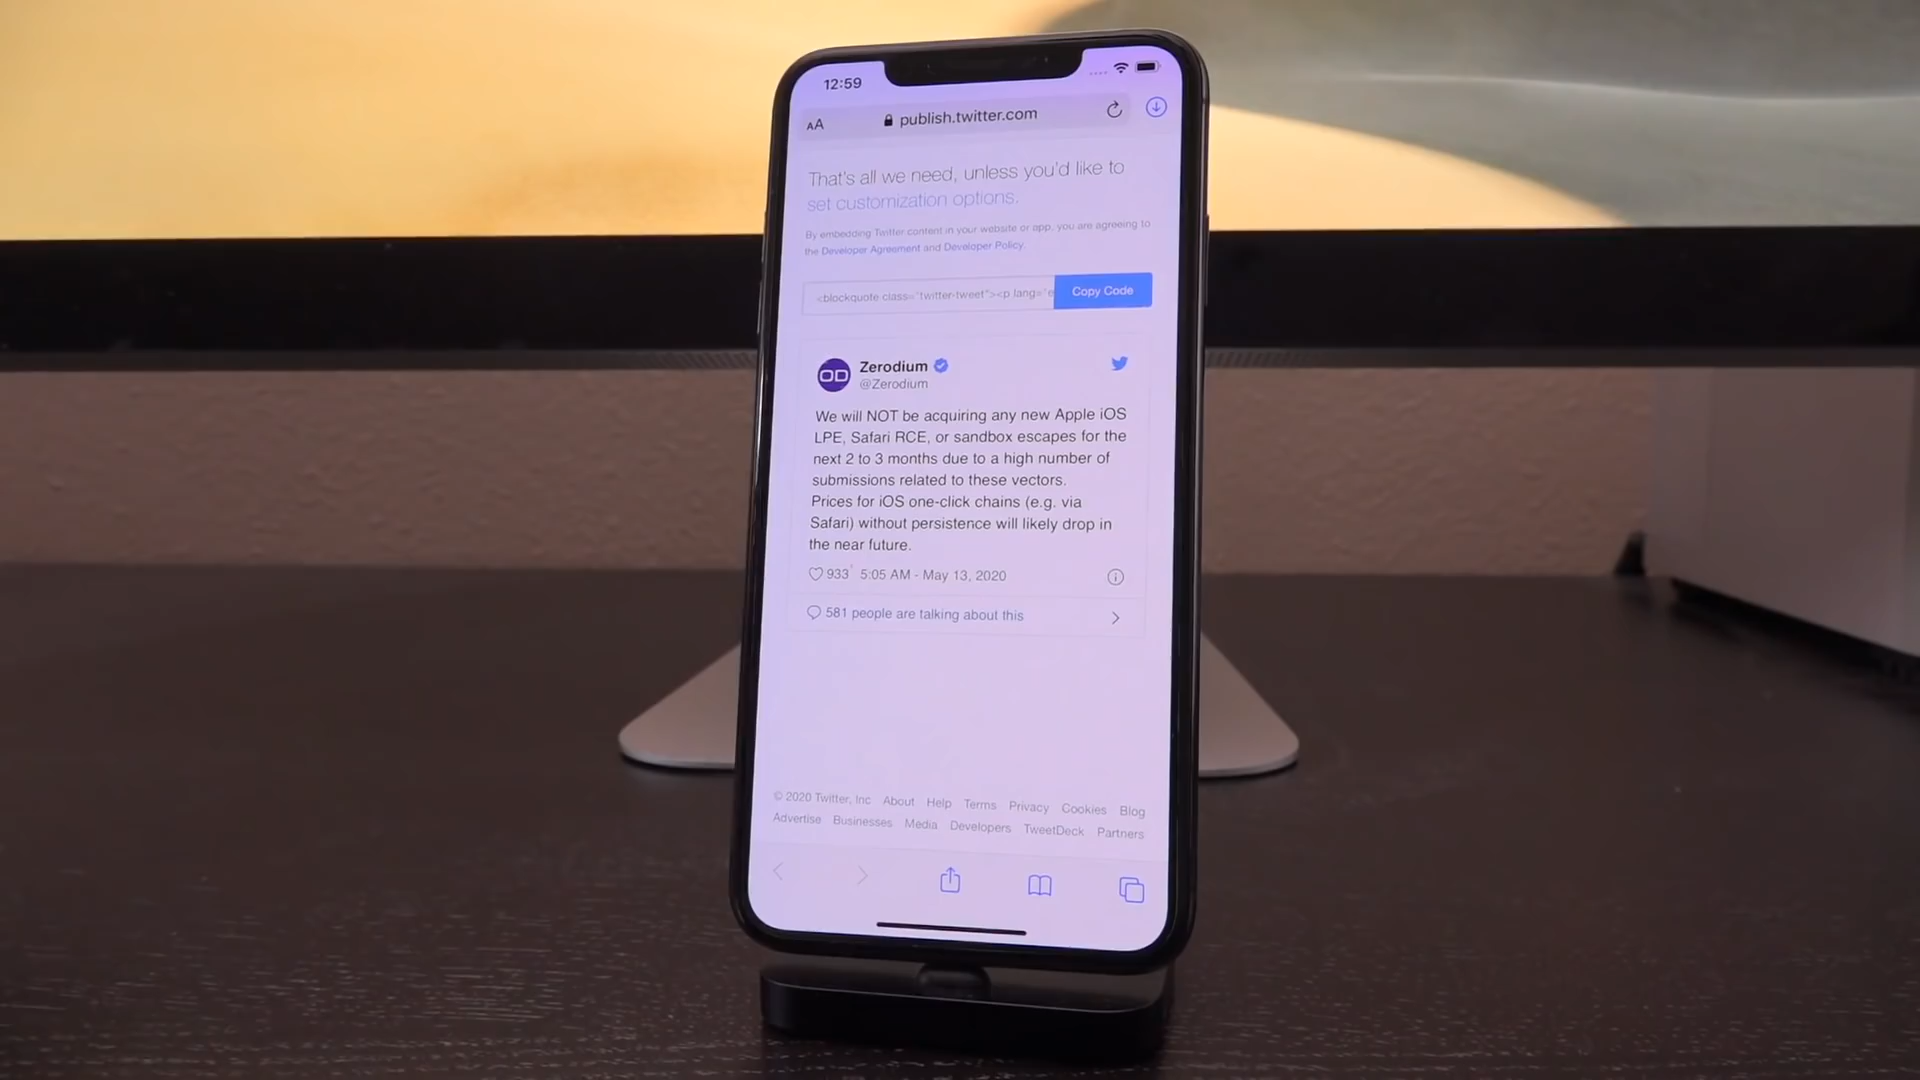 12:59
AA publish.twitter.com
That's all we need, unless you'd like to
set customization options.
By embedding Twitter content in your website or app, you are agreeing to
the Developer Agreement and Developer Policy.
<blockquote class="twitter-tweet"><p lang="e
Copy Code
OD
Zerodium
@Zerodium
We will NOT be acquiring any new Apple iOS
LPE, Safari RCE, or sandbox escapes for the
next 2 to 3 months due to a high number of
submissions related to these vectors.
Prices for iOS one-click chains (e.g. via
Safari) without persistence will likely drop in
the near future.
933 5:05 AM - May 13, 2020
581 people are talking about this
© 2020 Twitter, Inc About Help Terms Privacy Cookies Blog
Advertise Businesses Media Developers TweetDeck Partners